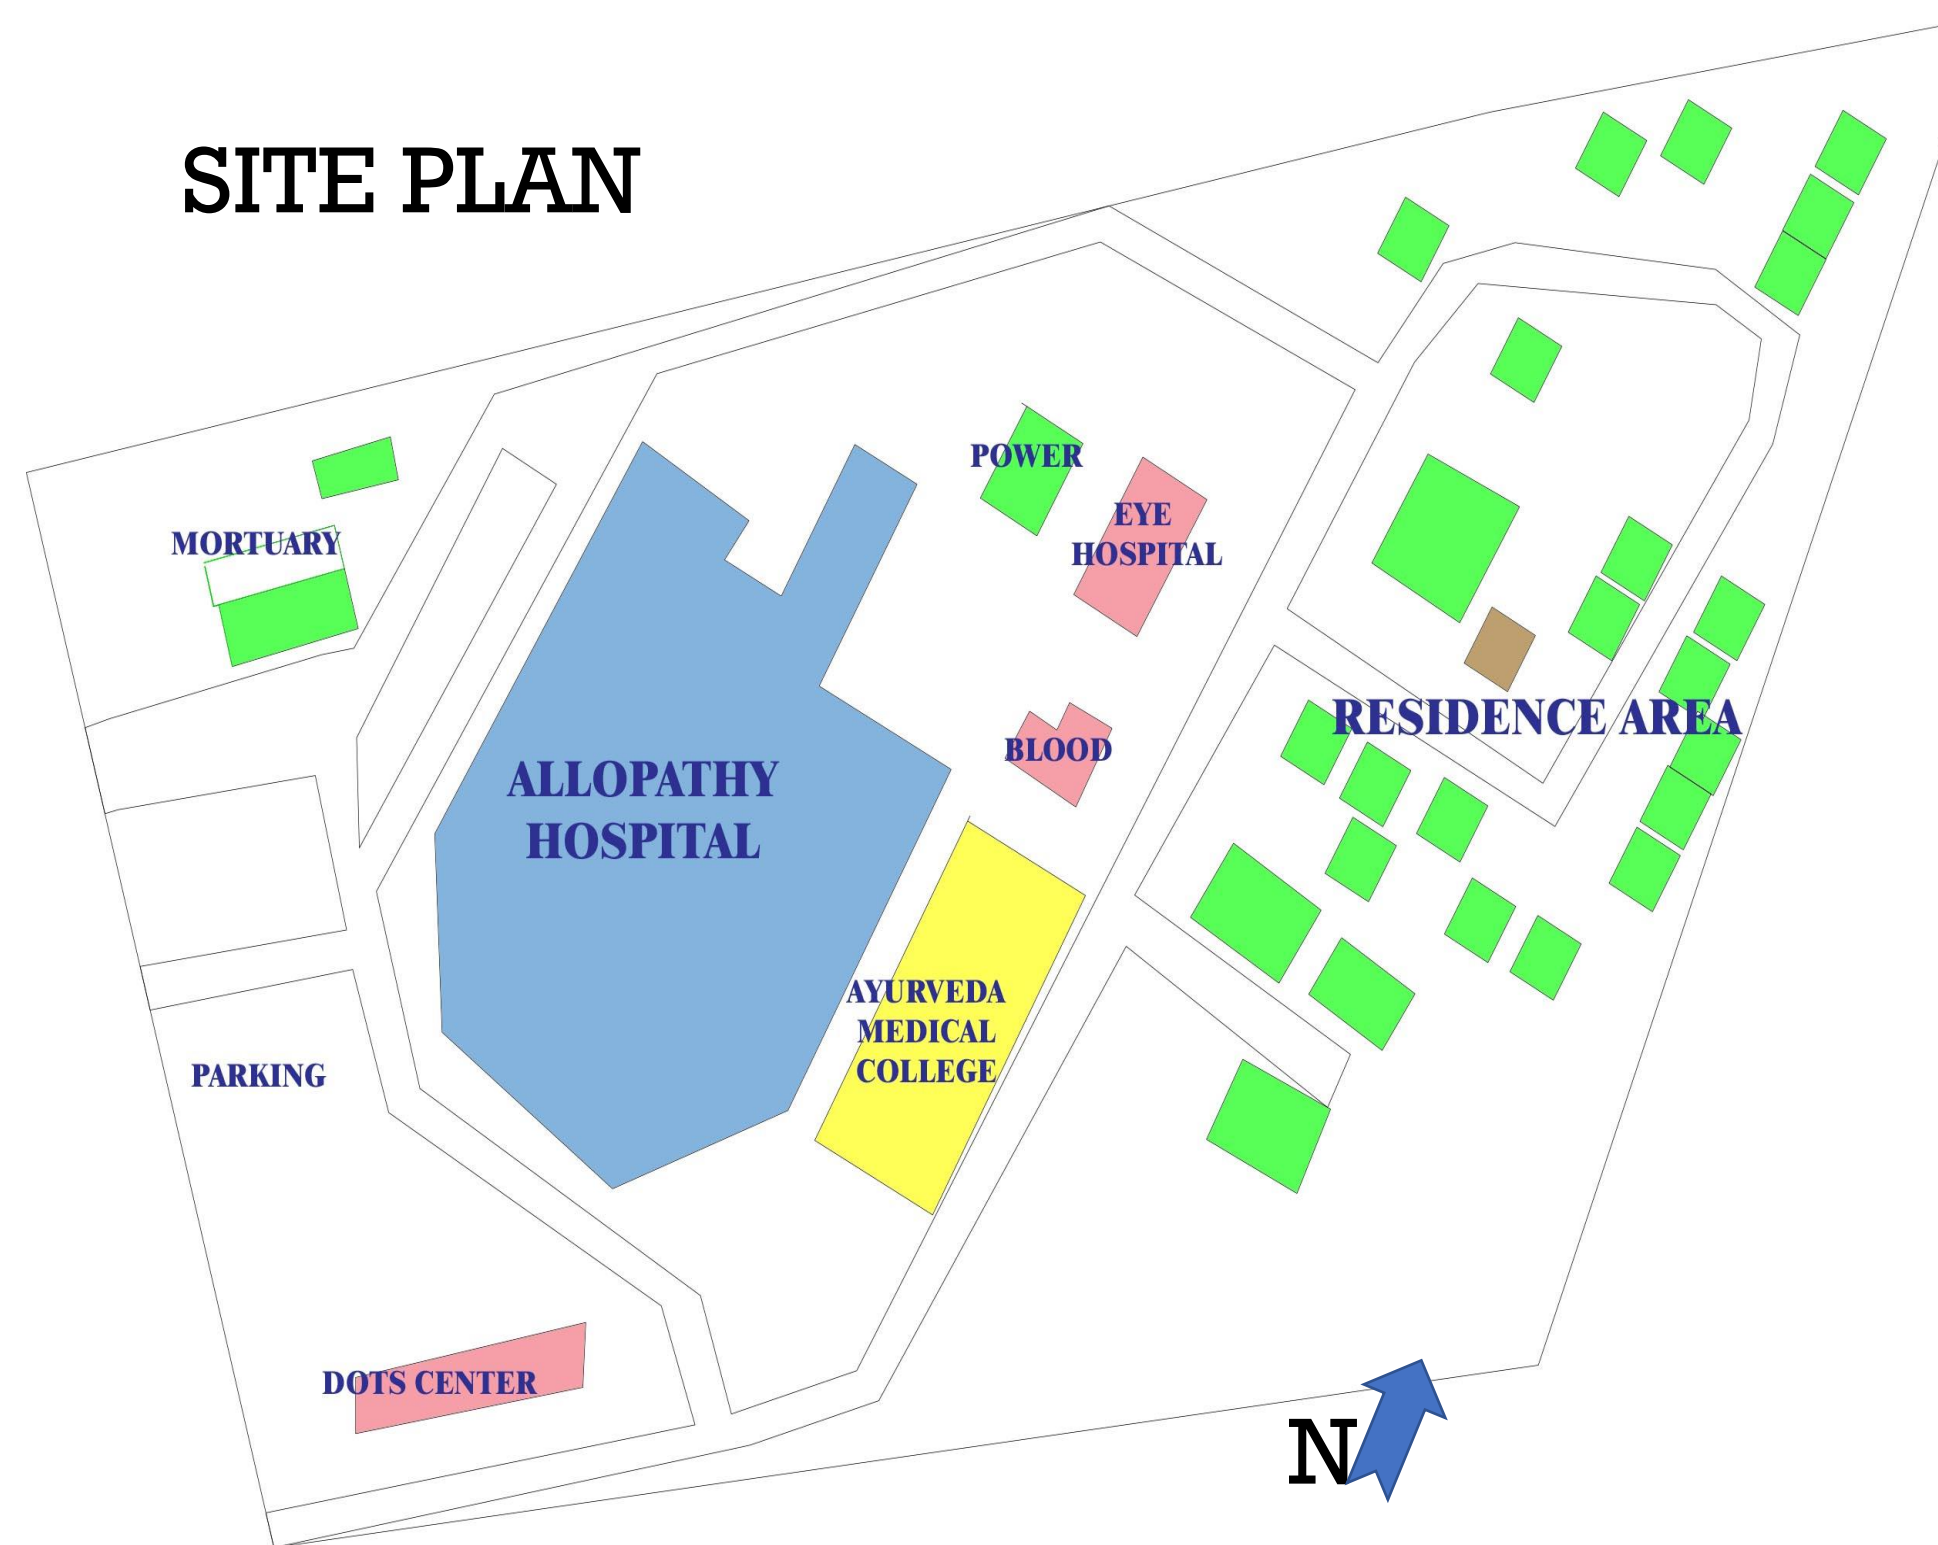 SITE PLAN
POWER
EYE
HOSPITAL
MORTUARY
RESIDENCE AREA
BLOOD
ALLOPATHY
HOSPITAL
AYURVEDA
MEDICAL
COLLEGE
PARKING
DOTS CENTER
N